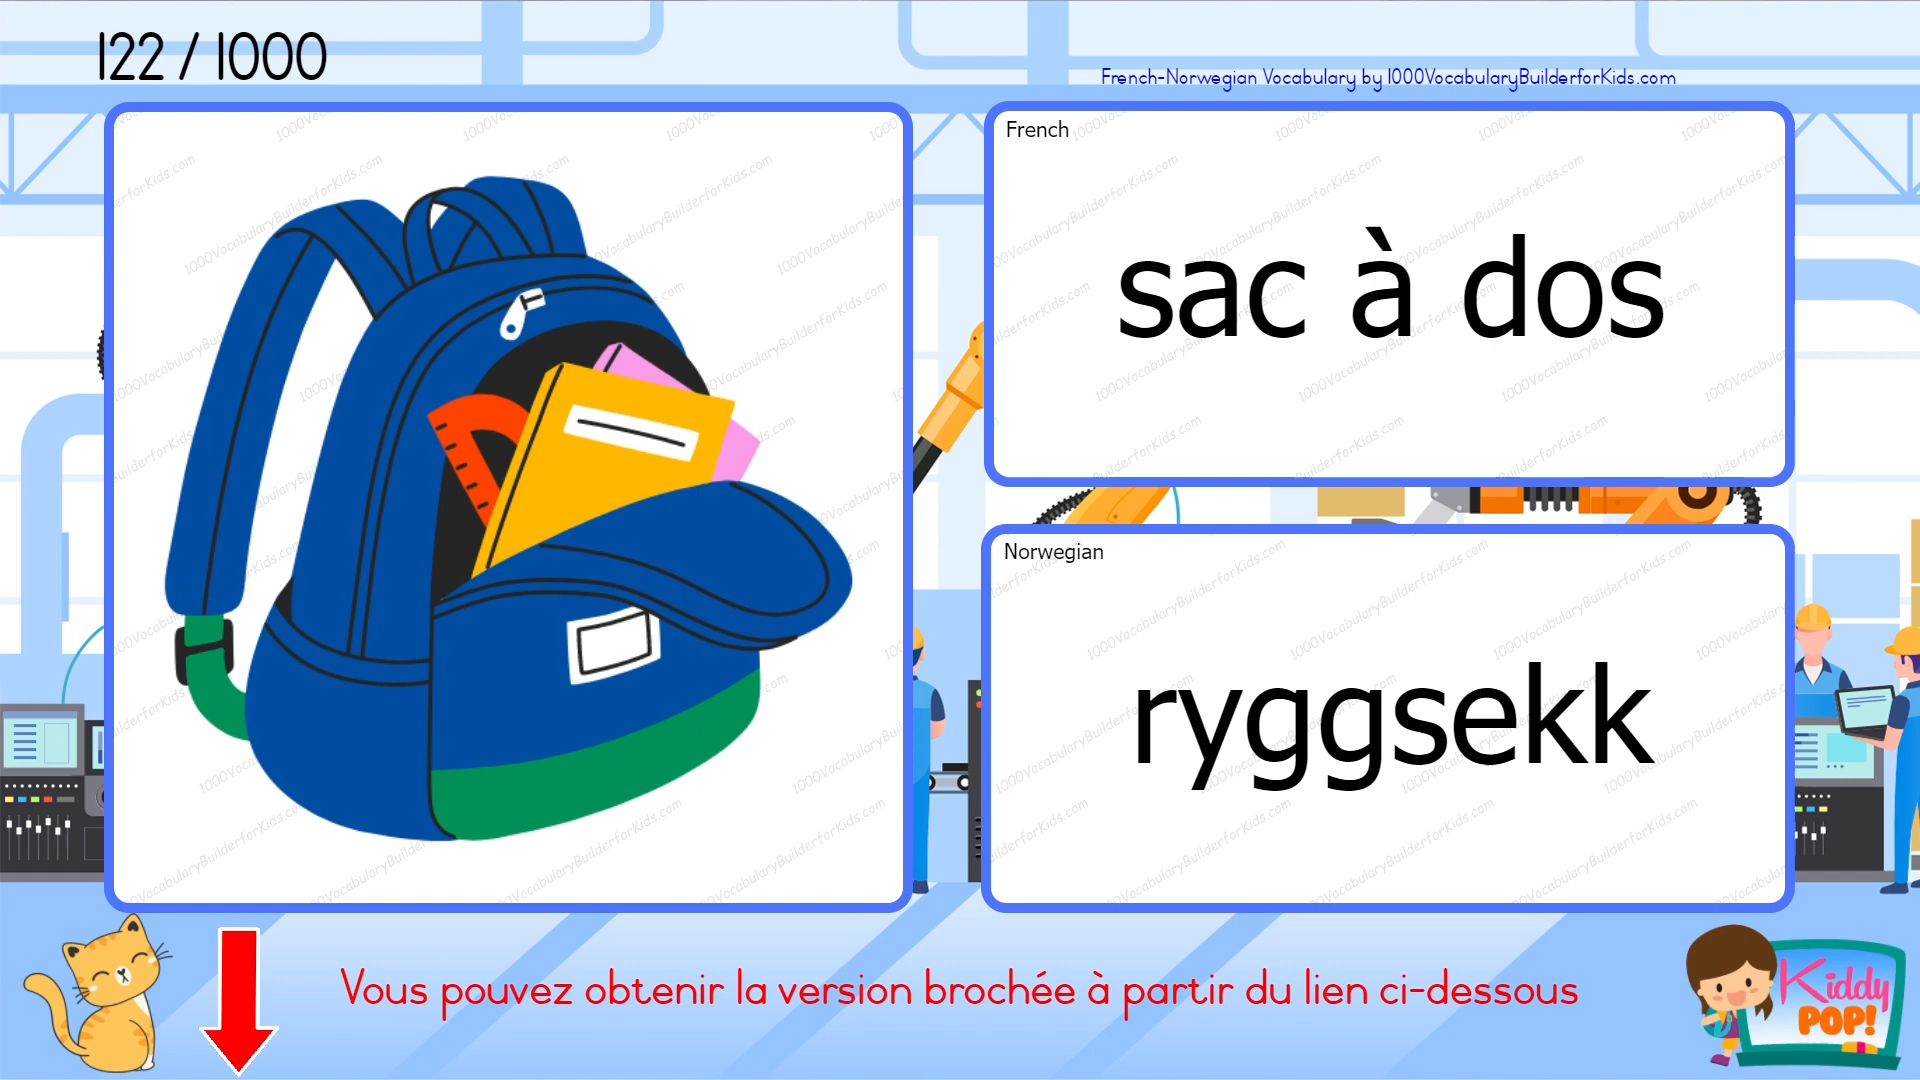 122 / 1000
French-Norwegian Vocabulary by 1000VocabularyBuilderforKids.com
French
sac à dos
Norwegian
ryggsekk
Vous pouvez obtenir la version brochée à partir du lien ci-dessous
Kiddy
POP!